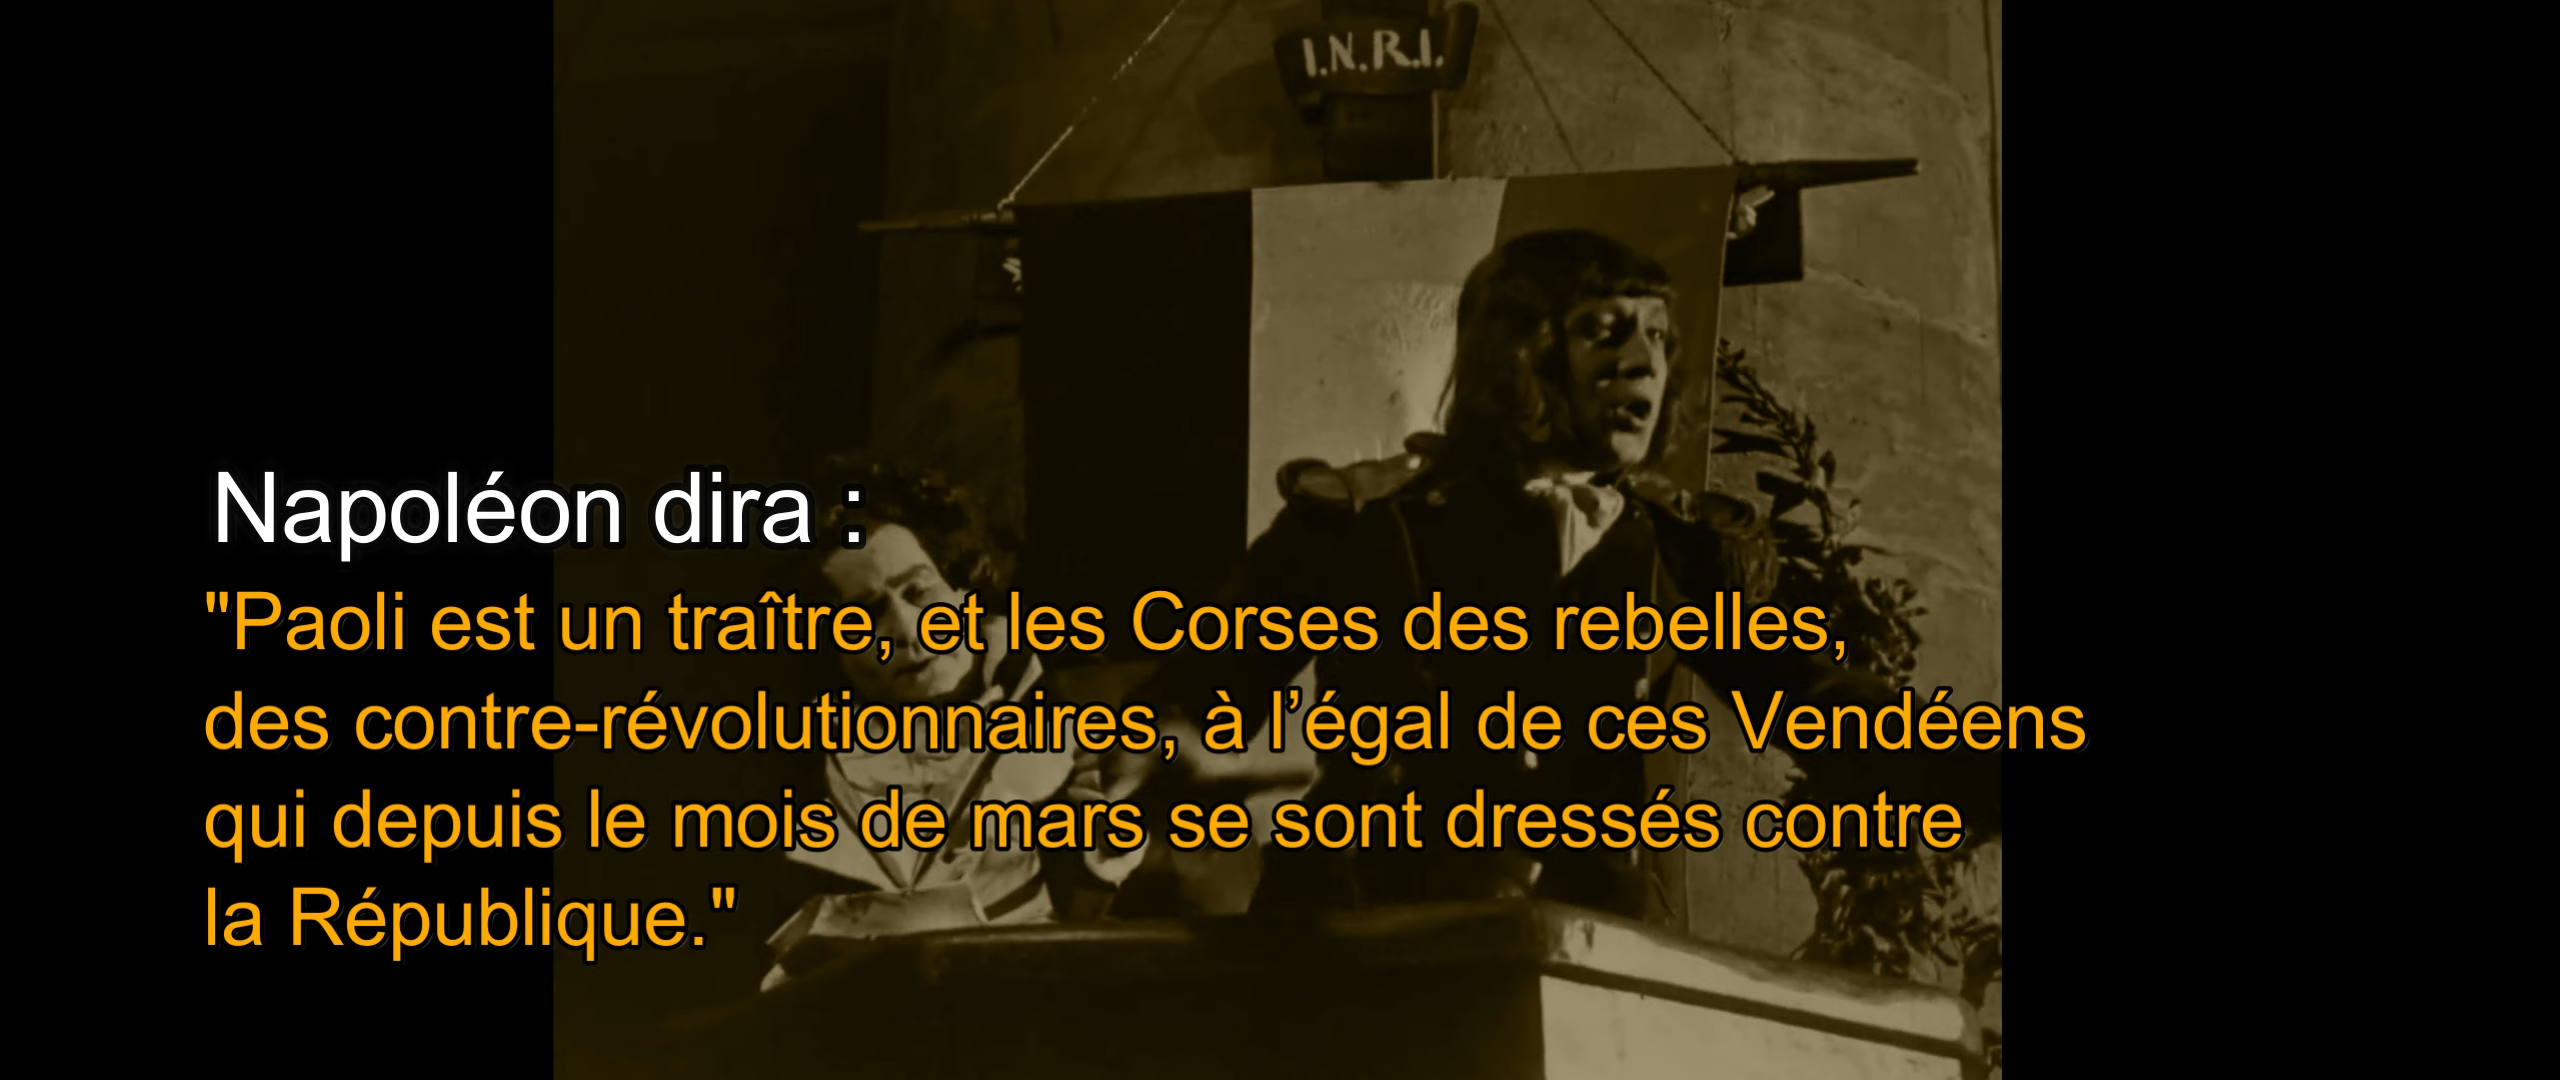 I.N.R.I.
Napoléon dira :
"Paoli est un traître, et les Corses des rebelles,
des contre-révolutionnaires, à l’égal de ces Vendéens
qui depuis le mois de mars se sont dressés contre
la République."